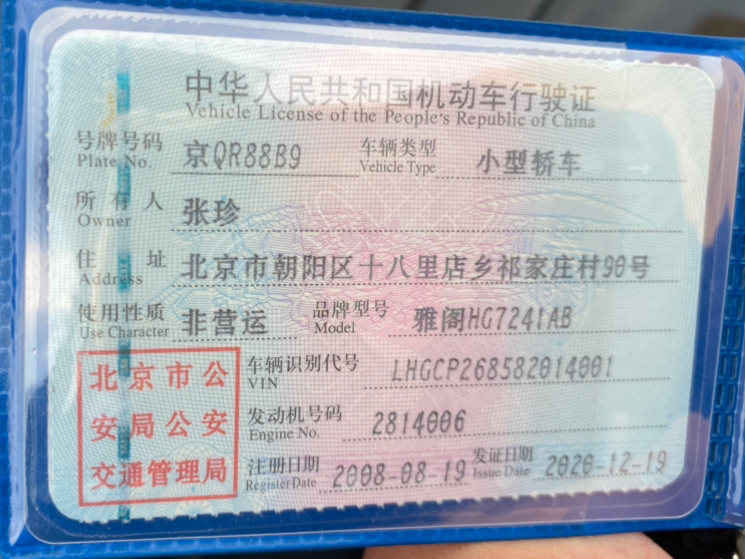 中华人民共和国机动车行驶证
Vehicle License of the People's Republic of China
号牌号码 京QR88B9 车辆类型 小型轿车
Plate No. Vehicle Type
所有人 张珍
Owner
住址 北京市朝阳区十八里店乡祁家庄村90号
Address
使用性质 非营运 品牌型号 雅阁HG7241AB
Use Character Model
北京市公安局公安交通管理局
车辆识别代号 LHGCP268582014001
VIN
发动机号码 2814006
Engine No.
注册日期 2008-08-19 发证日期 2020-12-19
Register Date Issue Date